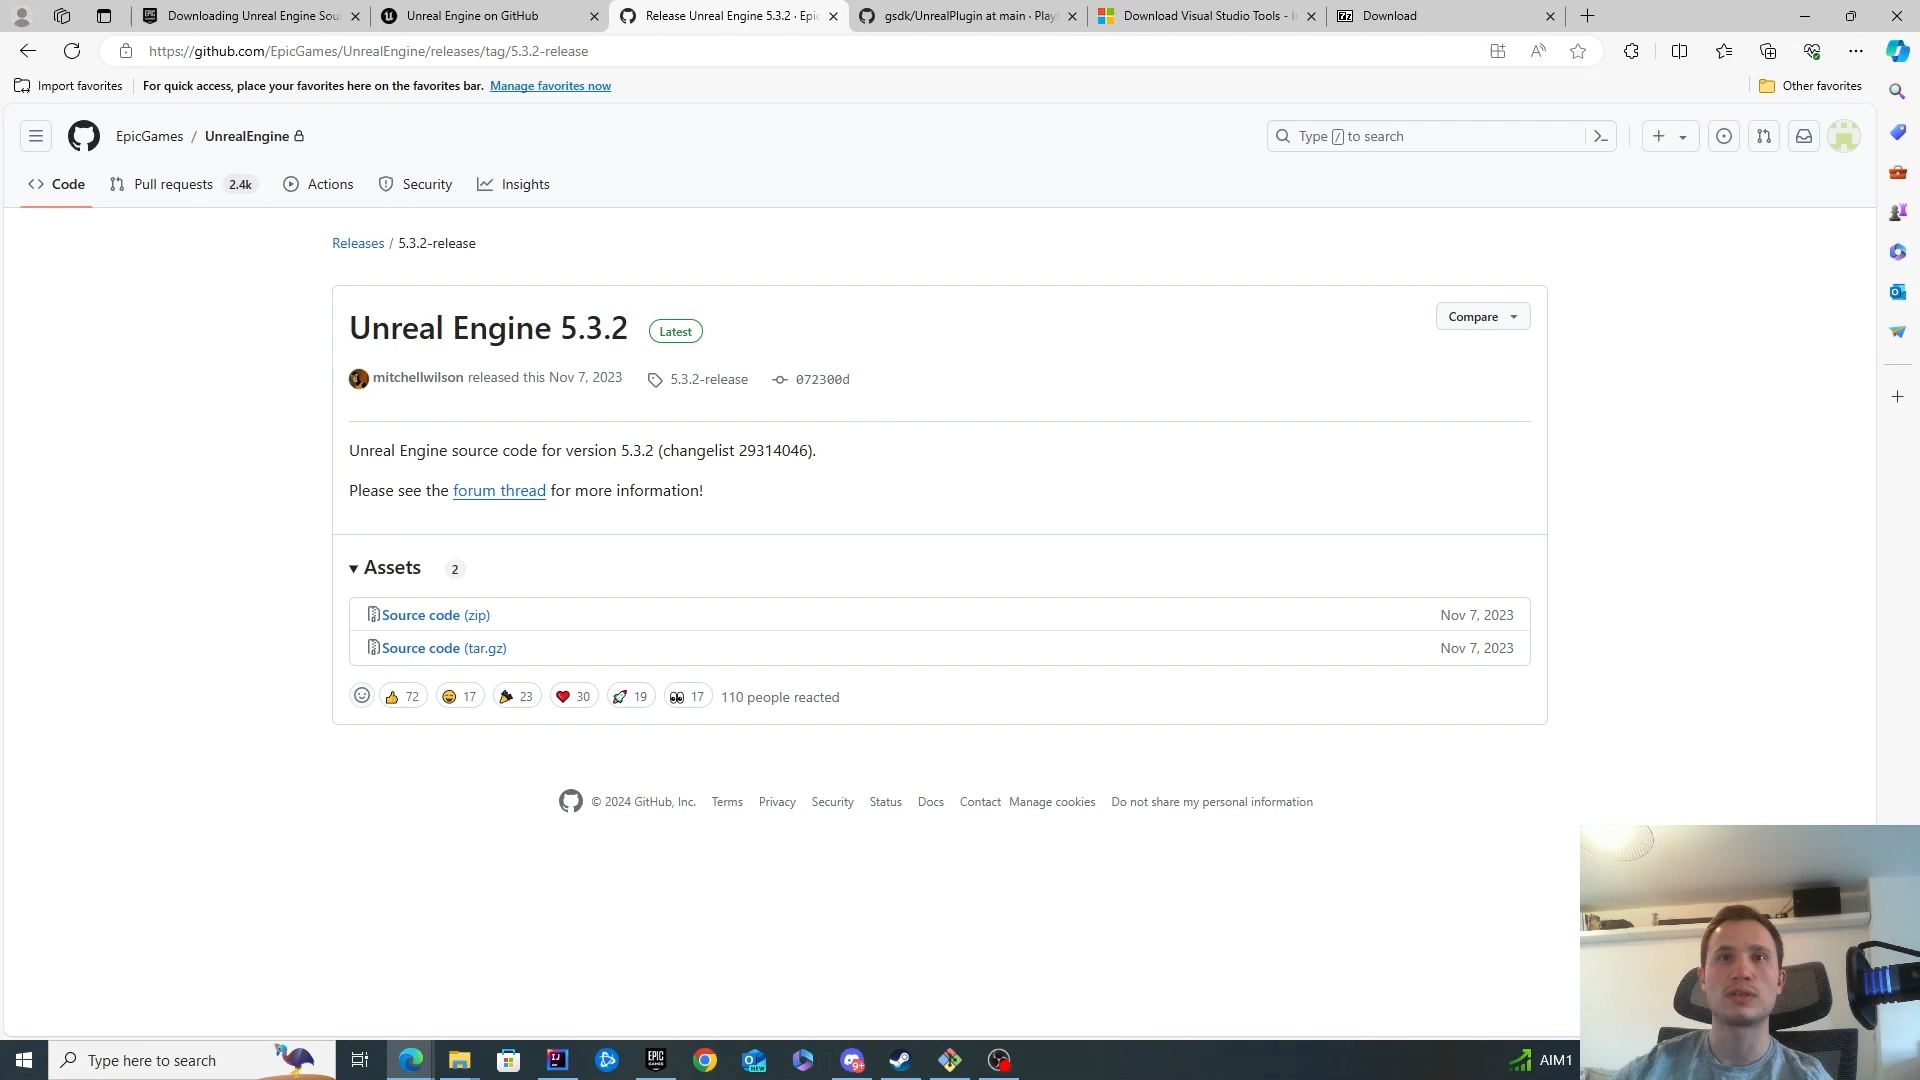 Downloading Unreal Engine Sou
Unreal Engine on GitHub
Release Unreal Engine 5.3.2 · Epic
gsdk/UnrealPlugin at main · Playf
Download Visual Studio Tools - I
Download
https://github.com/EpicGames/UnrealEngine/releases/tag/5.3.2-release
Import favorites
For quick access, place your favorites here on the favorites bar. Manage favorites now
Other favorites
EpicGames / UnrealEngine
Type / to search
Code
Pull requests 2.4k
Actions
Security
Insights
Releases / 5.3.2-release
Unreal Engine 5.3.2 Latest
Compare
mitchellwilson released this Nov 7, 2023
5.3.2-release
072300d
Unreal Engine source code for version 5.3.2 (changelist 29314046).
Please see the forum thread for more information!
Assets 2
Source code (zip) Nov 7, 2023
Source code (tar.gz) Nov 7, 2023
72 17 23 30 19 17 110 people reacted
© 2024 GitHub, Inc. Terms Privacy Security Status Docs Contact Manage cookies Do not share my personal information
Type here to search
AIM1